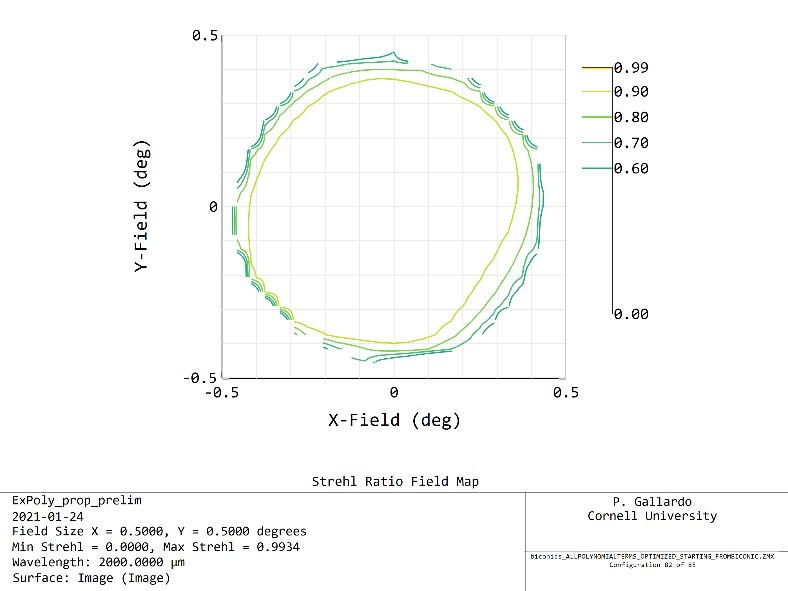 0.5
0
-0.5
-0.5
0
0.5
Y-Field (deg)
X-Field (deg)
0.99
0.90
0.80
0.70
0.60
0.00
Strehl Ratio Field Map
ExPoly_prop_prelim
2021-01-24
Field Size X = 0.5000, Y = 0.5000 degrees
Min Strehl = 0.0000, Max Strehl = 0.9934
Wavelength: 2000.0000 µm
Surface: Image (Image)
P. Gallardo
Cornell University
biconics_ALLPOLYNOMIALTERMS_OPTIMIZED_STARTING_FROMBICONIC.ZMX
Configuration 82 of 85